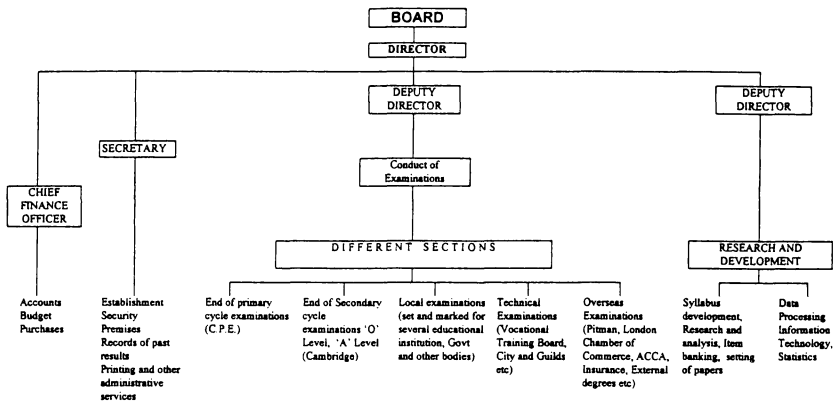 BOARD
DIRECTOR
DEPUTY
DIRECTOR
DEPUTY
DIRECTOR
SECRETARY
Conduct of
Examinations
CHIEF
FINANCE
OFFICER
DIFFERENT SECTIONS
RESEARCH AND
DEVELOPMENT
Accounts
Budget
Purchases
Establishment
Security
Premises
Records of past
results
Printing and other
administrative
services
End of primary
cycle examinations
(C.P.E.)
End of Secondary
cycle
examinations 'O'
Level, 'A' Level
(Cambridge)
Local examinations
(set and marked for
several educational
institution, Govt
and other bodies)
Technical
Examinations
(Vocational
Training Board,
City and Guilds
etc)
Overseas
Examinations
(Pitman, London
Chamber of
Commerce, ACCA,
Insurance, External
degrees etc)
Syllabus
development,
Research and
analysis, Item
banking, setting
of papers
Data
Processing
Information
Technology,
Statistics